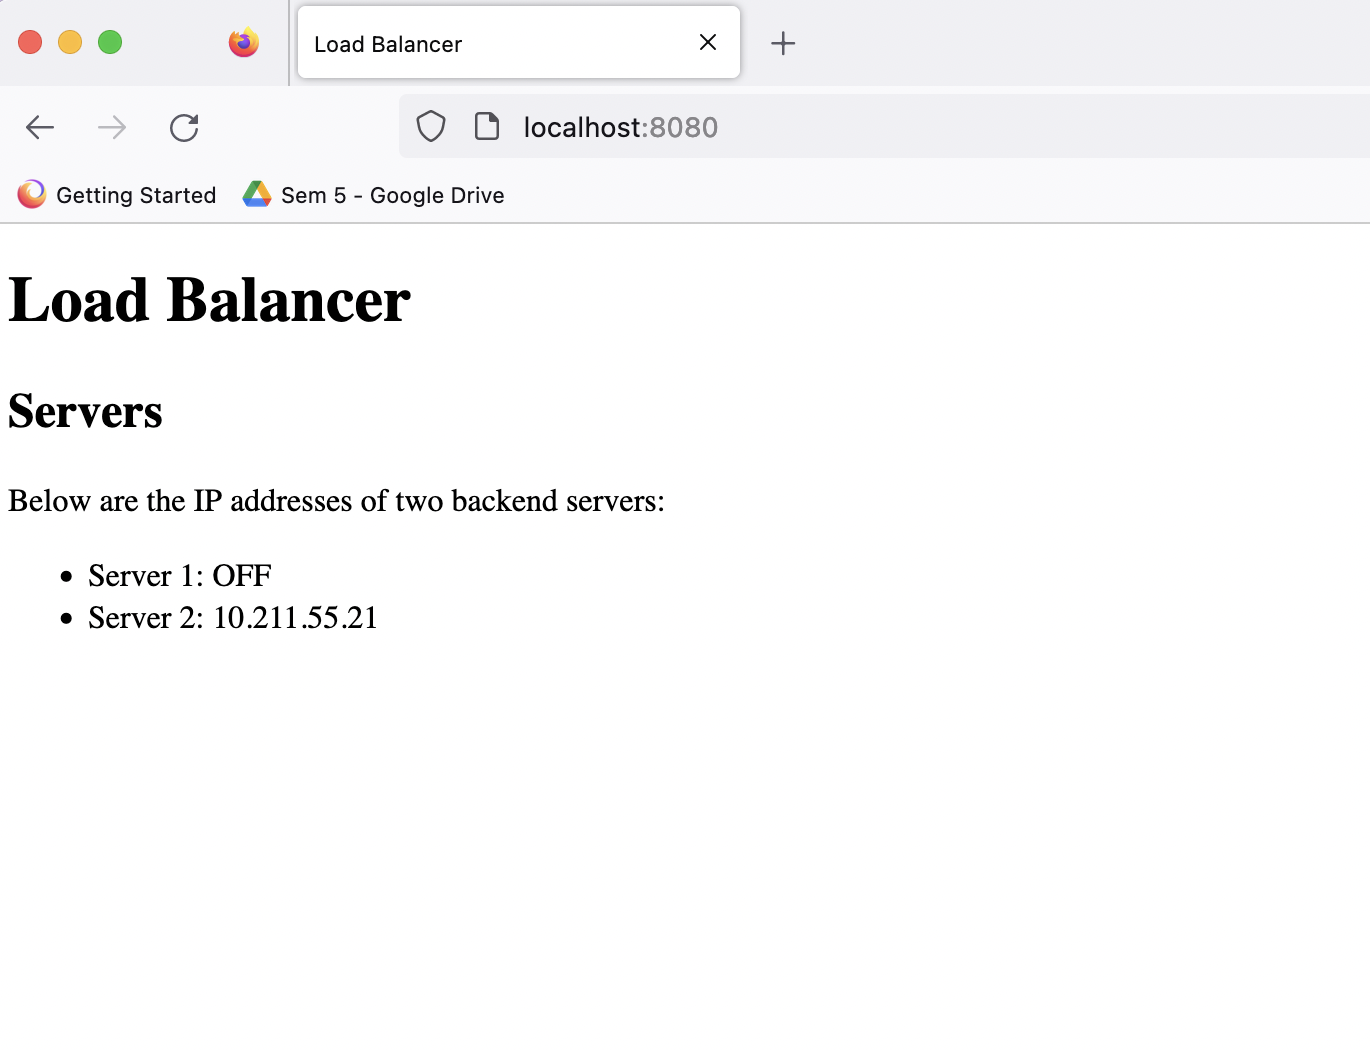 Load Balancer
localhost:8080
Getting Started Sem 5 - Google Drive
Load Balancer
Servers
Below are the IP addresses of two backend servers:
Server 1: OFF
Server 2: 10.211.55.21